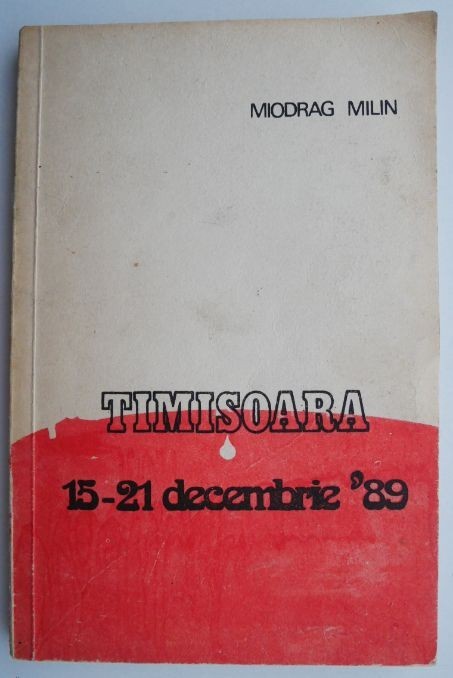 MIODRAG MILIN
TIMISOARA
15-21 decembrie '89